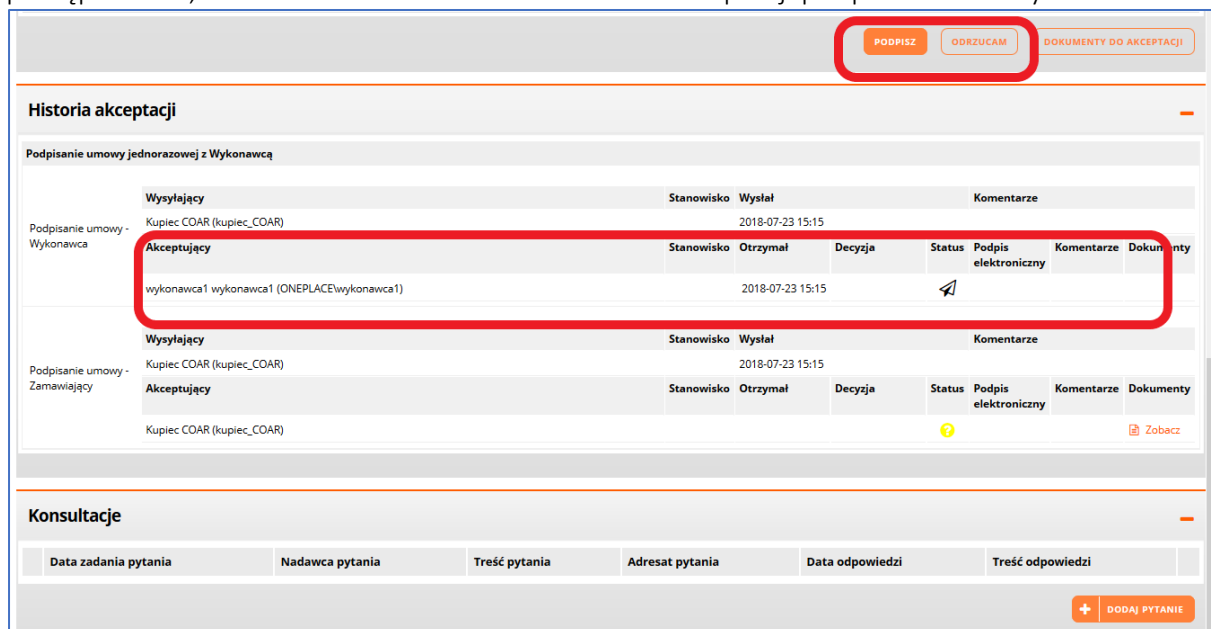 PODPISZ ODRZUCAM DOKUMENTY DO AKCEPTACJI
Historia akceptacji
Podpisanie umowy jednorazowej z Wykonawcą
Wysyłający Stanowisko Wysłał Komentarze
Podpisanie umowy - Wykonawca
Kupiec COAR (kupiec_COAR) 2018-07-23 15:15
Akceptujący Stanowisko Otrzymał Decyzja Status Podpis elektroniczny Komentarze Dokumenty
wykonawca1 wykonawca1 (ONEPLACE\wykonawca1) 2018-07-23 15:15
Wysyłający Stanowisko Wysłał Komentarze
Podpisanie umowy - Zamawiający
Kupiec COAR (kupiec_COAR) 2018-07-23 15:15
Akceptujący Stanowisko Otrzymał Decyzja Status Podpis elektroniczny Komentarze Dokumenty
Kupiec COAR (kupiec_COAR) ? Zobacz
Konsultacje
Data zadania pytania Nadawca pytania Treść pytania Adresat pytania Data odpowiedzi Treść odpowiedzi
+ DODAJ PYTANIE